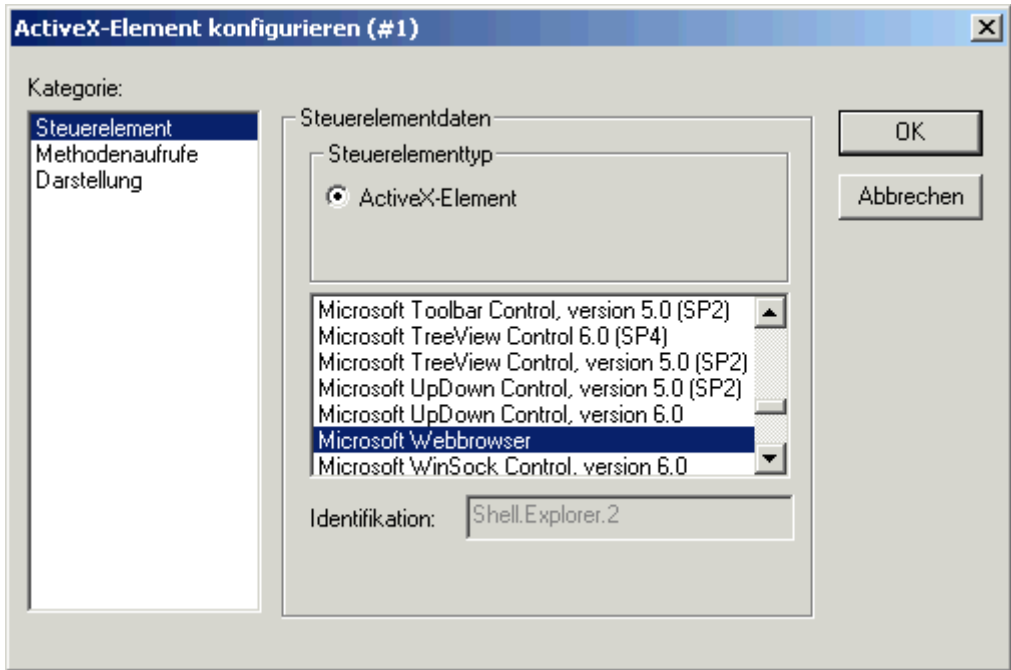 ActiveX-Element konfigurieren (#1)
Kategorie:
Steuerelement
Methodenaufrufe
Darstellung
Steuerelementdaten
Steuerelementtyp
ActiveX-Element
Microsoft Toolbar Control, version 5.0 (SP2)
Microsoft TreeView Control 6.0 (SP4)
Microsoft TreeView Control, version 5.0 (SP2)
Microsoft UpDown Control, version 5.0 (SP2)
Microsoft UpDown Control, version 6.0
Microsoft Webbrowser
Microsoft WinSock Control, version 6.0
Identifikation:
Shell.Explorer.2
OK
Abbrechen